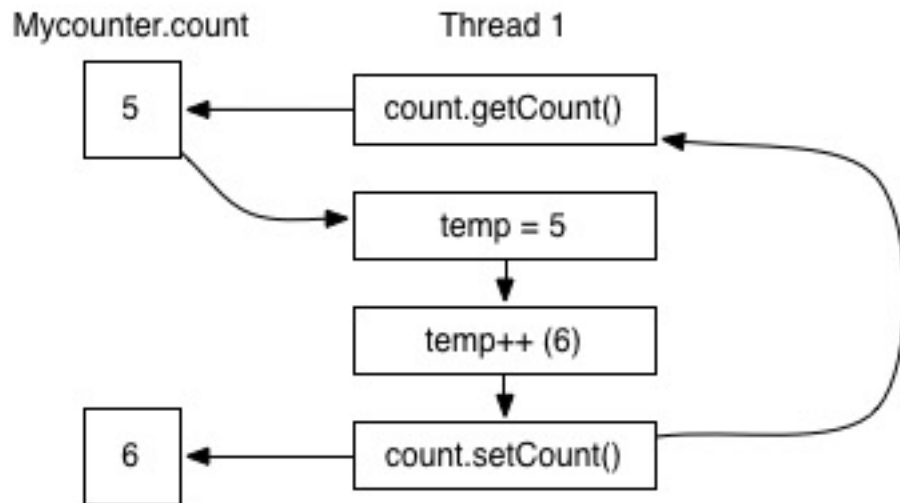 Mycounter.count
Thread 1
5
count.getCount()
temp = 5
temp++ (6)
6
count.setCount()